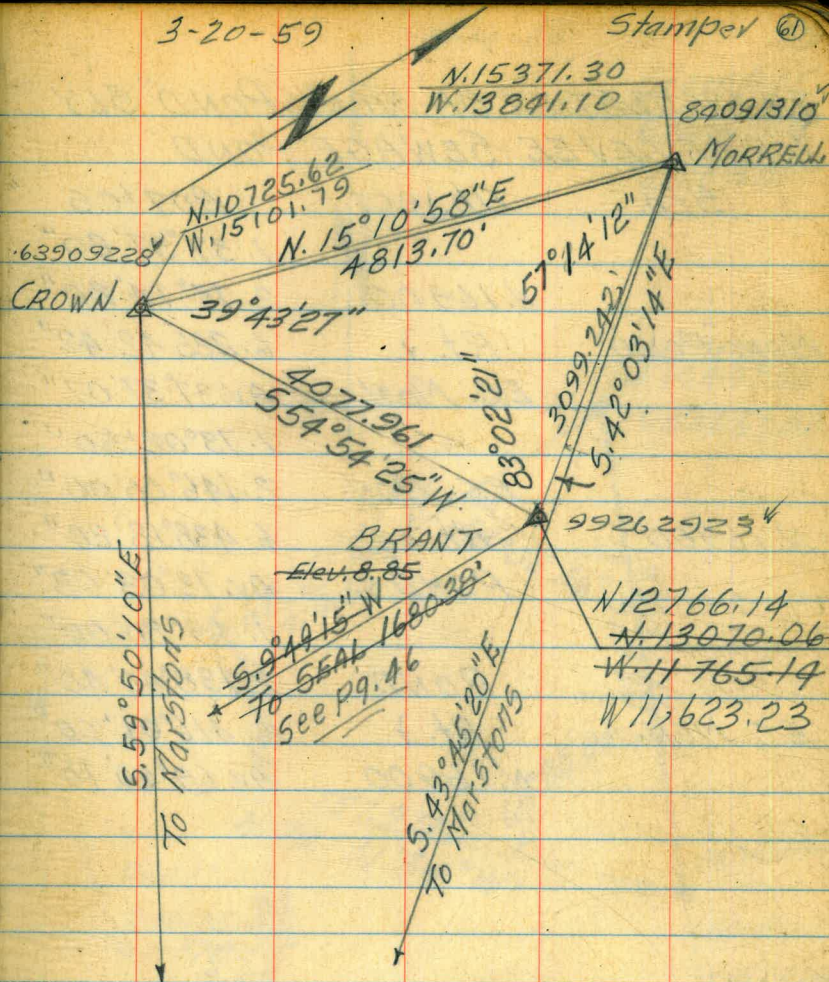 3-20-59
Stamper 61
N.15371.30
W.13841.10
84091310
MORRELL
N.10725.62
W.15101.79
N. 15°10'58"E
4813.70'
.63909228
CROWN
39°43'27"
57°14'12"
3099.242'
S.42°03'14"E
4077.961
S54°54'25"W.
83°02'21"
99262923
BRANT
Elev. 8.85
S.9°49'15"W
To SEAL 1680.38'
See Pg. 46
N12766.14
N.13070.06
W.11765.14
W11,623.23
S.59°50'10"E
To Marstons
S.43°45'20"E
To Marstons